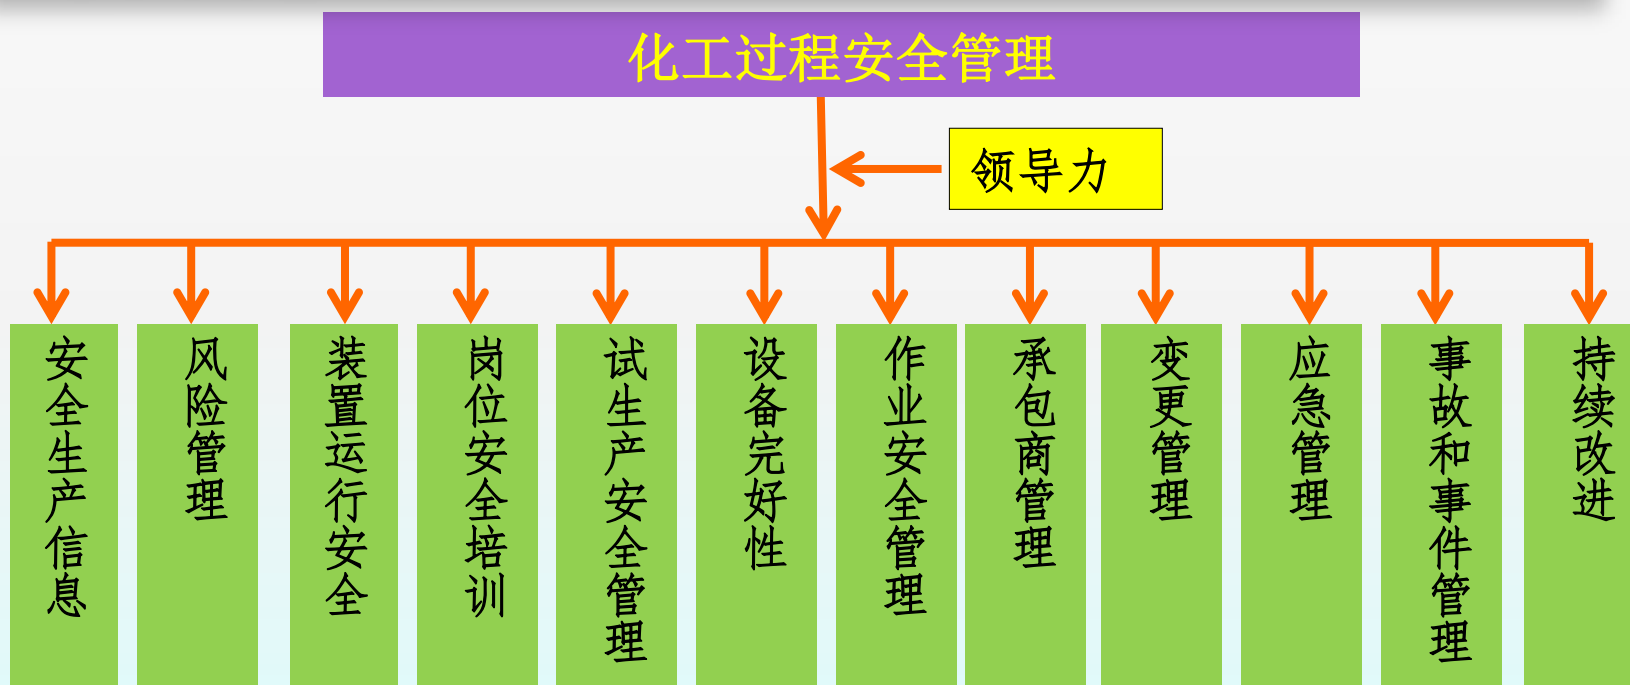 化工过程安全管理
领导力
安全生产信息
风险管理
装置运行安全
岗位安全培训
试生产安全管理
设备完好性
作业安全管理
承包商管理
变更管理
应急管理
事故和事件管理
持续改进